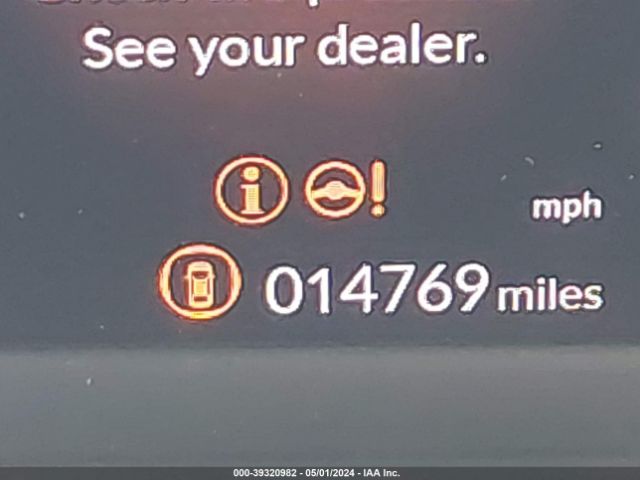 See your dealer.
mph
014769 miles
000-39320982 - 05/01/2024 - IAA Inc.